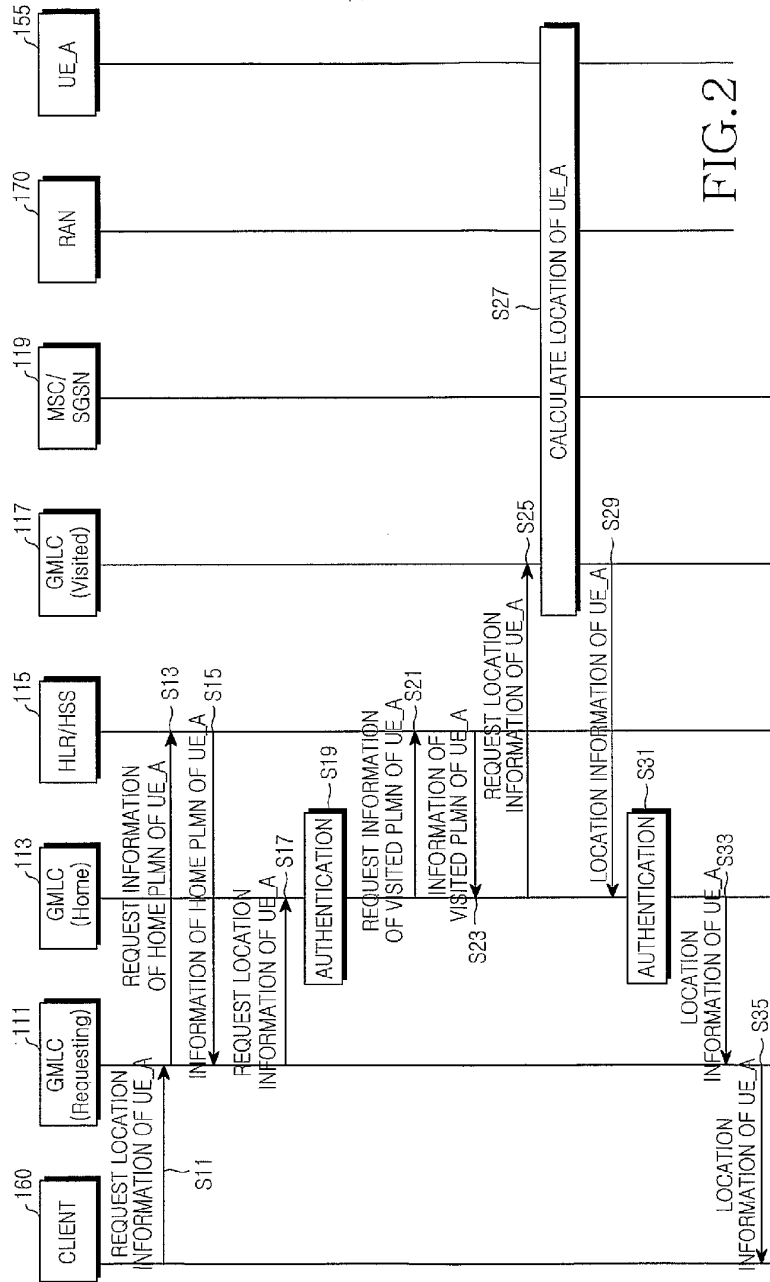 160
CLIENT
111
GMLC
(Requesting)
113
GMLC
(Home)
115
HLR/HSS
117
GMLC
(Visited)
119
MSC/
SGSN
170
RAN
155
UE_A
REQUEST LOCATION
INFORMATION OF UE_A
S11
REQUEST INFORMATION
OF HOME PLMN OF UE_A
S13
INFORMATION OF HOME PLMN OF UE_A
S15
REQUEST LOCATION
INFORMATION OF UE_A
S17
AUTHENTICATION
S19
REQUEST INFORMATION
OF VISITED PLMN OF UE_A
S21
INFORMATION OF
VISITED PLMN OF UE_A
S23
REQUEST LOCATION
INFORMATION OF UE_A
S25
S27
CALCULATE LOCATION OF UE_A
LOCATION INFORMATION OF UE_A
S29
AUTHENTICATION
S31
LOCATION
INFORMATION OF UE_A
S33
LOCATION
INFORMATION OF UE_A
S35
FIG.2